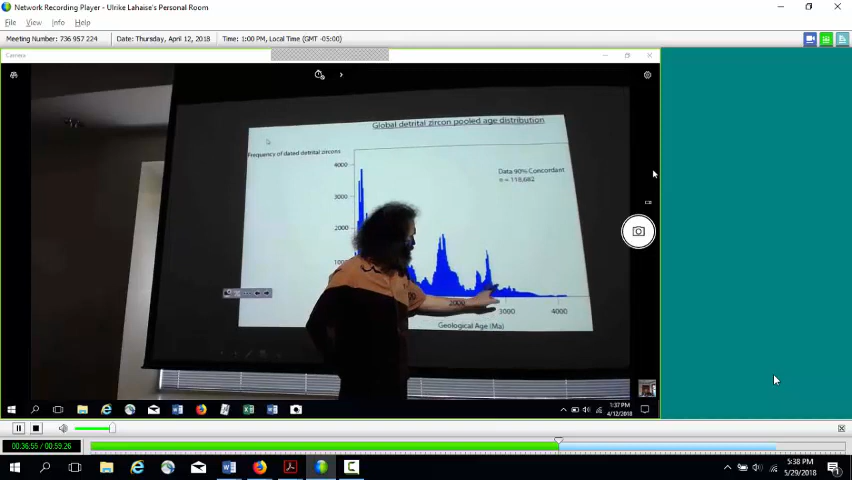 Network Recording Player - Ulrike Lahaise's Personal Room
File View Info Help
Meeting Number: 736 957 224 Date: Thursday, April 12, 2018 Time: 1:00 PM, Local Time (GMT -05:00)
Camera
Global detrital zircon pooled age distribution
Frequency of dated detrital zircons
4000
Data 90% Concordant
n = 118,682
3000
2000
1000
2000
3000
4000
Geological Age (Ma)
1:37 PM
4/12/2018
00:36:55 / 00:59:26
5:38 PM
5/29/2018